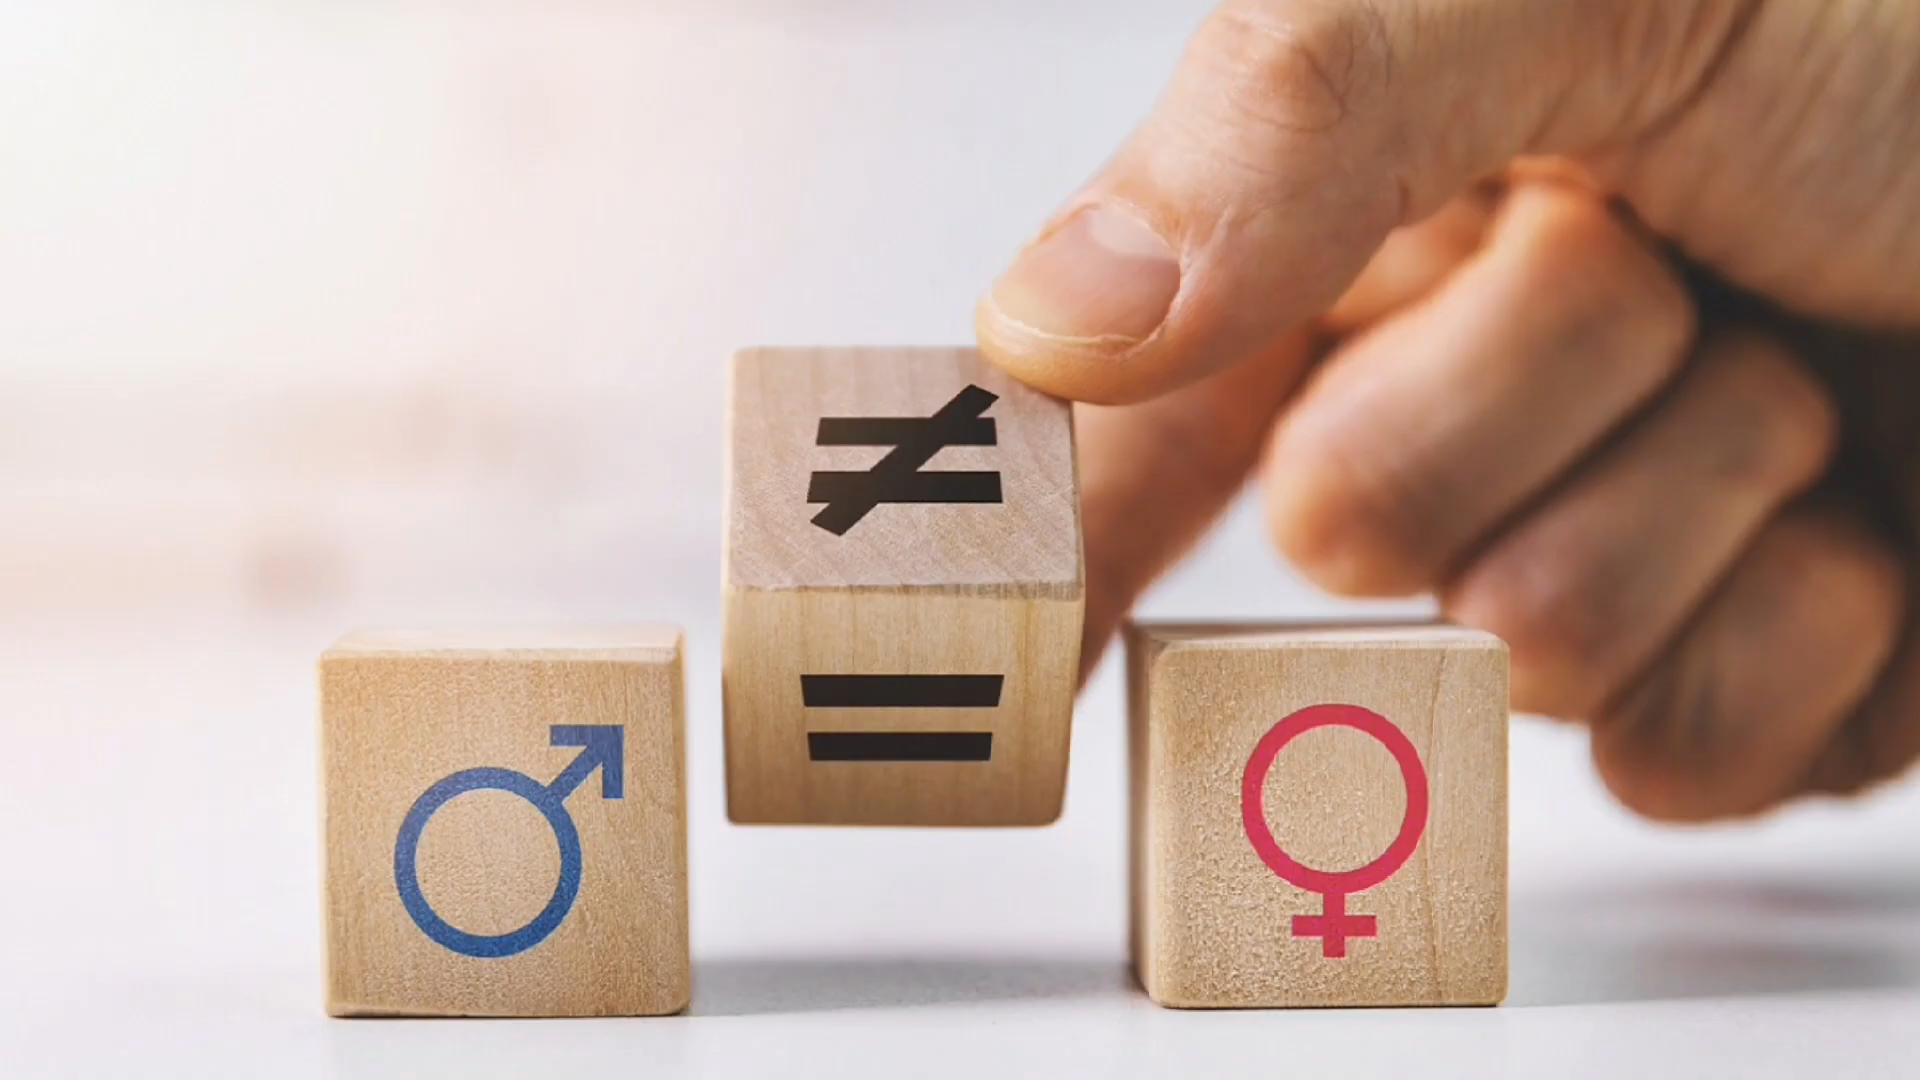 ≠
♂ = ♀